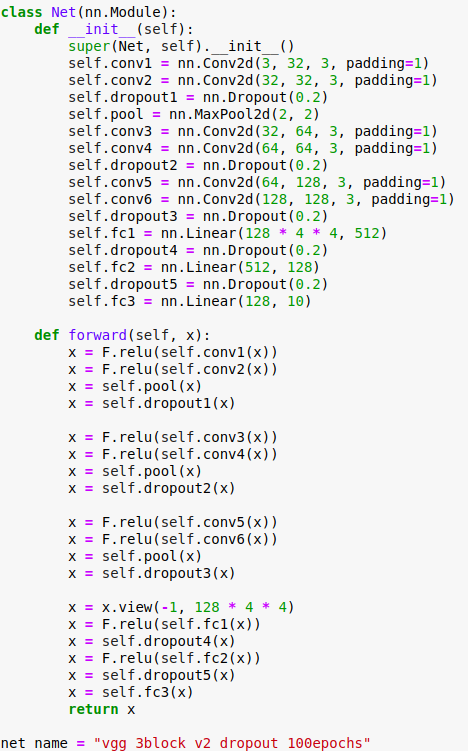 class Net(nn.Module):
    def __init__(self):
        super(Net, self).__init__()
        self.conv1 = nn.Conv2d(3, 32, 3, padding=1)
        self.conv2 = nn.Conv2d(32, 32, 3, padding=1)
        self.dropout1 = nn.Dropout(0.2)
        self.pool = nn.MaxPool2d(2, 2)
        self.conv3 = nn.Conv2d(32, 64, 3, padding=1)
        self.conv4 = nn.Conv2d(64, 64, 3, padding=1)
        self.dropout2 = nn.Dropout(0.2)
        self.conv5 = nn.Conv2d(64, 128, 3, padding=1)
        self.conv6 = nn.Conv2d(128, 128, 3, padding=1)
        self.dropout3 = nn.Dropout(0.2)
        self.fc1 = nn.Linear(128 * 4 * 4, 512)
        self.dropout4 = nn.Dropout(0.2)
        self.fc2 = nn.Linear(512, 128)
        self.dropout5 = nn.Dropout(0.2)
        self.fc3 = nn.Linear(128, 10)

    def forward(self, x):
        x = F.relu(self.conv1(x))
        x = F.relu(self.conv2(x))
        x = self.pool(x)
        x = self.dropout1(x)

        x = F.relu(self.conv3(x))
        x = F.relu(self.conv4(x))
        x = self.pool(x)
        x = self.dropout2(x)

        x = F.relu(self.conv5(x))
        x = F.relu(self.conv6(x))
        x = self.pool(x)
        x = self.dropout3(x)

        x = x.view(-1, 128 * 4 * 4)
        x = F.relu(self.fc1(x))
        x = self.dropout4(x)
        x = F.relu(self.fc2(x))
        x = self.dropout5(x)
        x = self.fc3(x)
        return x

net name = "vgg 3block v2 dropout 100epochs"